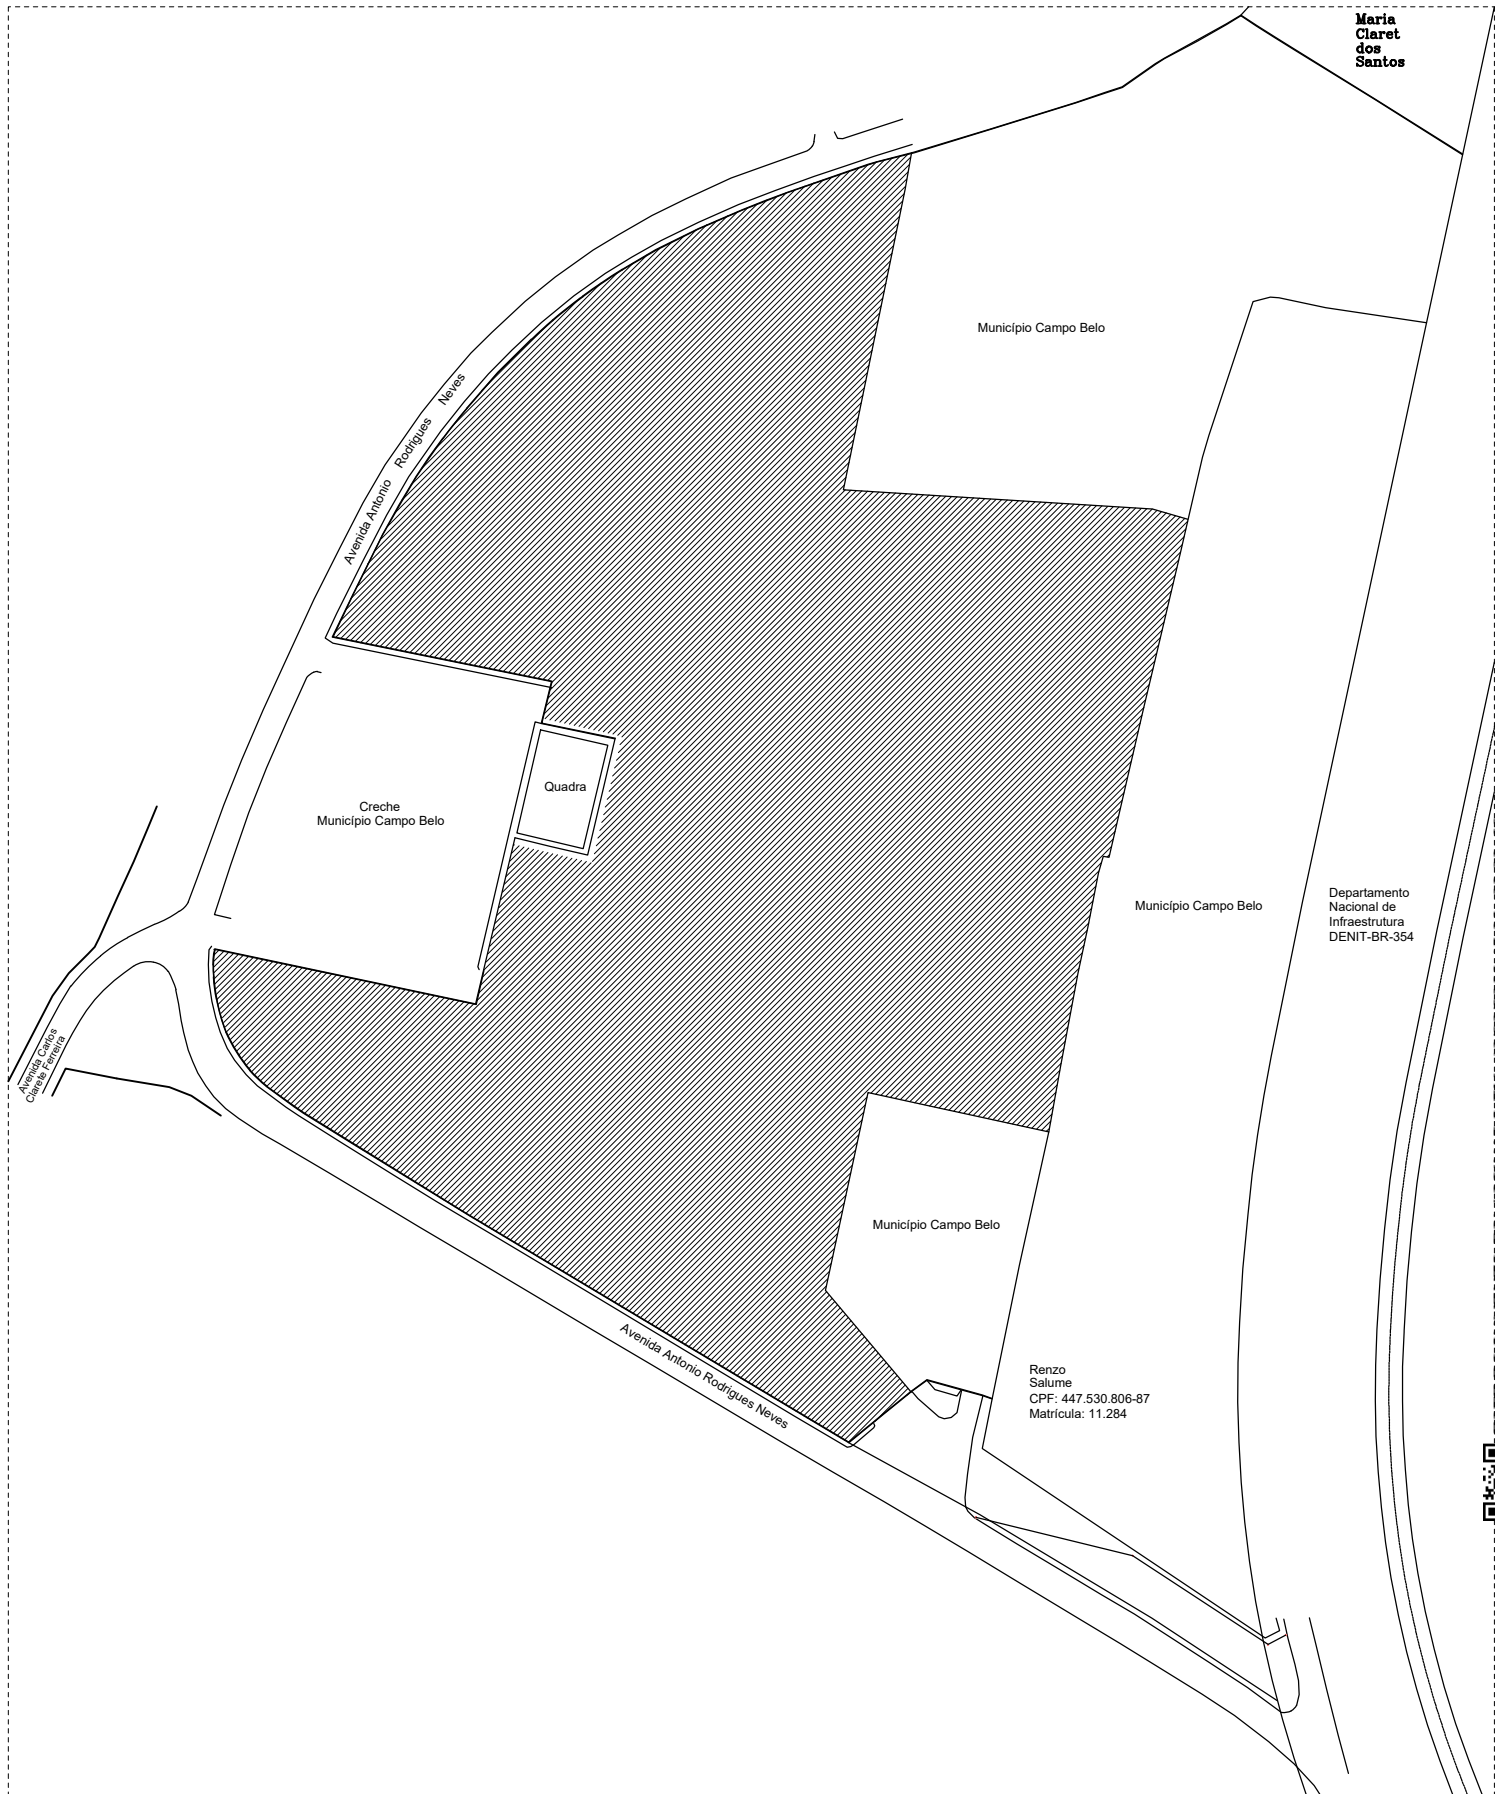 Maria
Claret
dos
Santos
Município Campo Belo
Avenida Antonio Rodrigues Neves
Quadra
Creche
Município Campo Belo
Município Campo Belo
Departamento
Nacional de
Infraestrutura
DENIT-BR-354
Avenida Carlos
Clarete Ferreira
Município Campo Belo
Avenida Antonio Rodrigues Neves
Renzo
Salume
CPF: 447.530.806-87
Matrícula: 11.284